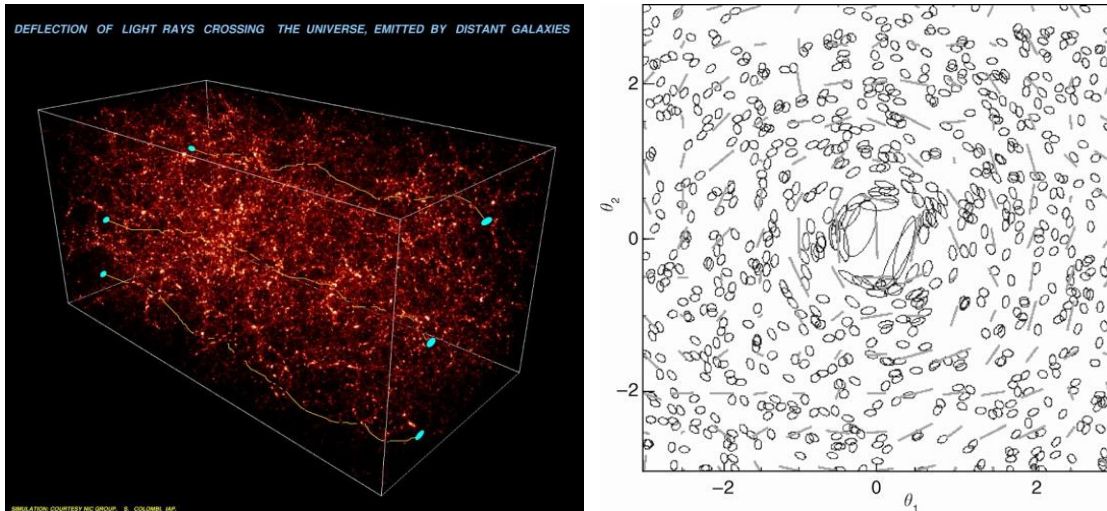 DEFLECTION OF LIGHT RAYS CROSSING THE UNIVERSE, EMITTED BY DISTANT GALAXIES
SIMULATION: COURTESY NIC GROUP, S. COLOMBI, IAP.
θ₂
2
0
−2
−2
0
2
θ₁